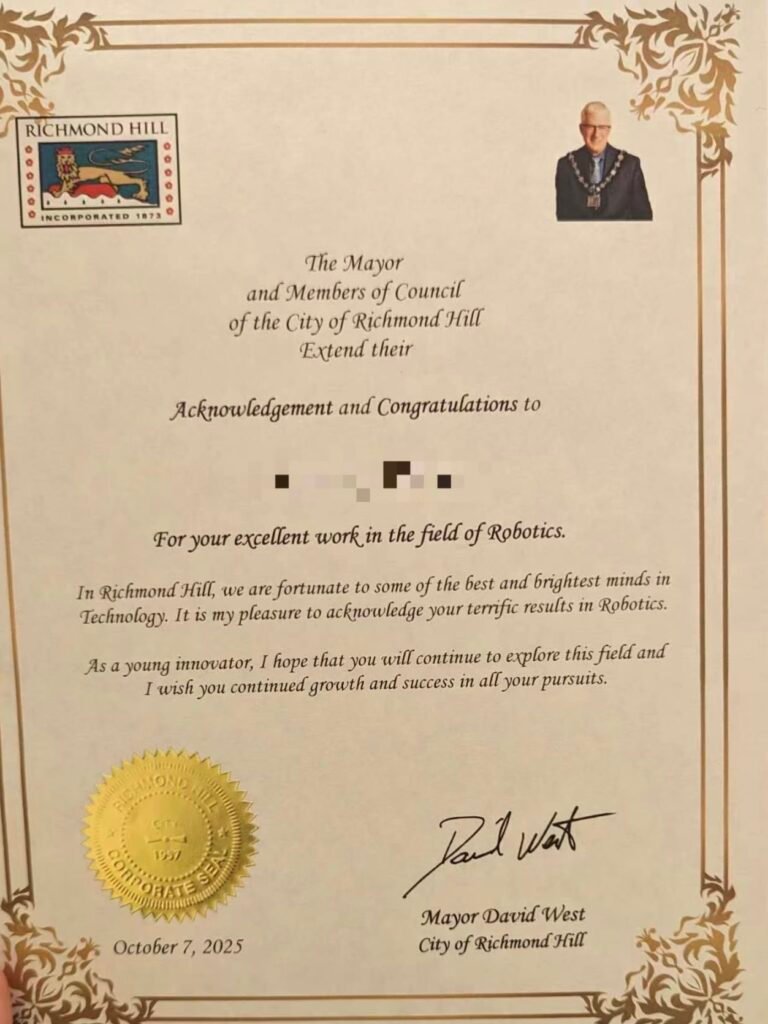 RICHMOND HILL
INCORPORATED 1873
The Mayor
and Members of Council
of the City of Richmond Hill
Extend their
Acknowledgement and Congratulations to
For your excellent work in the field of Robotics.
In Richmond Hill, we are fortunate to some of the best and brightest minds in
Technology. It is my pleasure to acknowledge your terrific results in Robotics.
As a young innovator, I hope that you will continue to explore this field and
I wish you continued growth and success in all your pursuits.
RICHMOND HILL
CITY
1957
CORPORATE SEAL
October 7, 2025
David West
Mayor David West
City of Richmond Hill